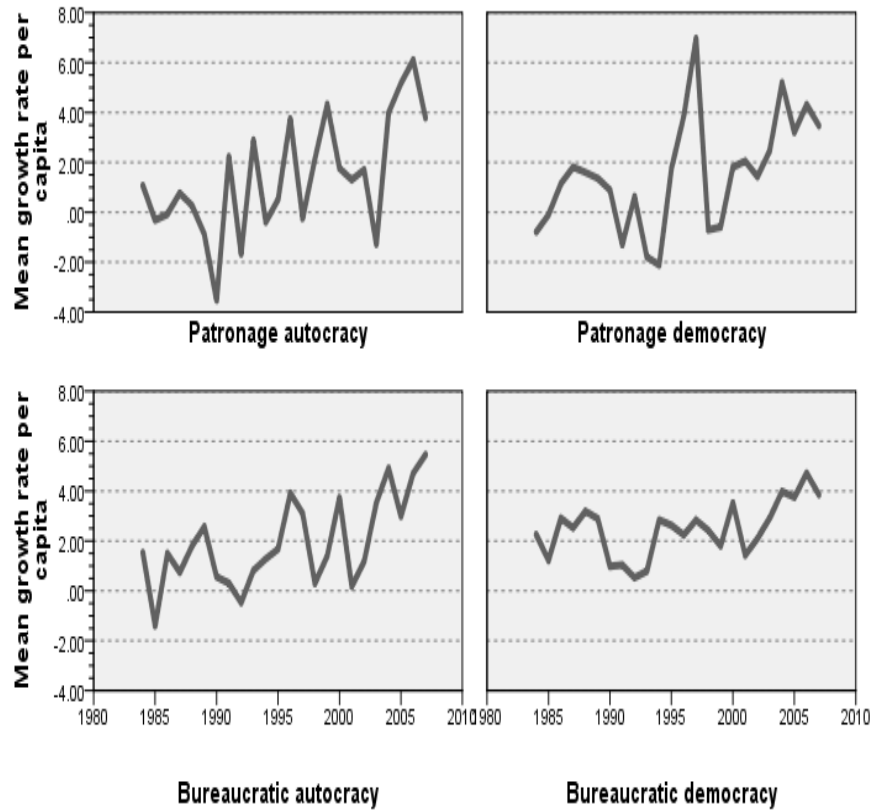 Mean growth rate per
capita
8.00
6.00
4.00
2.00
.00
-2.00
-4.00
Patronage autocracy
Patronage democracy
Mean growth rate per
capita
8.00
6.00
4.00
2.00
.00
-2.00
-4.00
1980 1985 1990 1995 2000 2005 2010
1980 1985 1990 1995 2000 2005 2010
Bureaucratic autocracy
Bureaucratic democracy